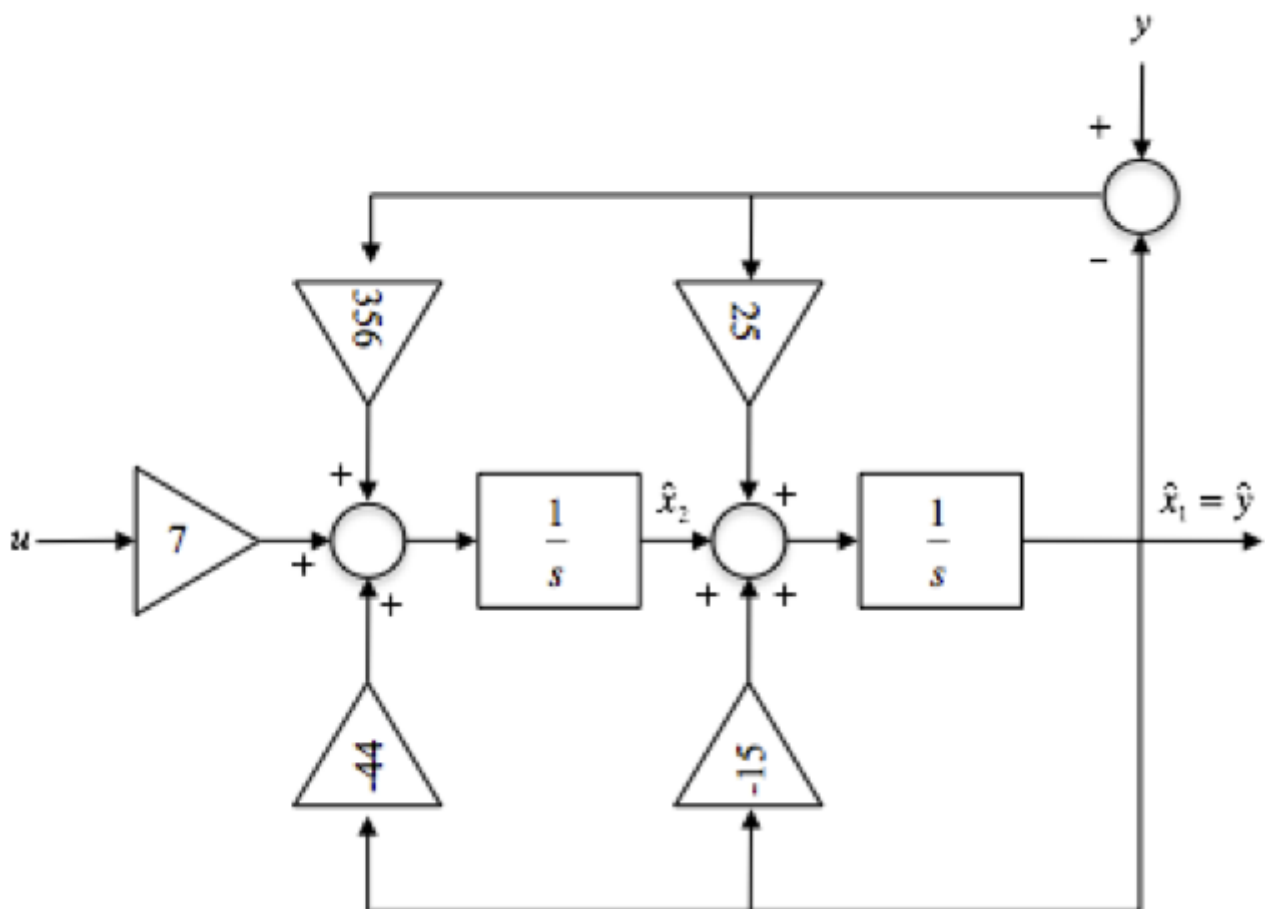 y
+
-
356
25
+
+
u
7
+
1
s
x̂₂
+
+
1
s
x̂₁ = ŷ
+
-44
-15